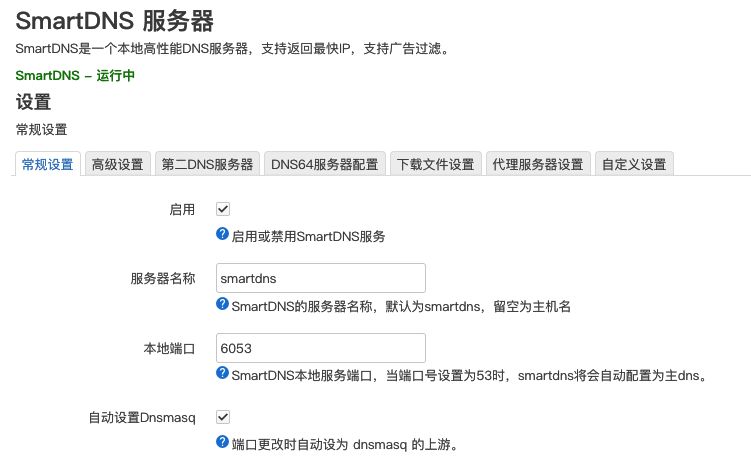 SmartDNS 服务器
SmartDNS是一个本地高性能DNS服务器，支持返回最快IP，支持广告过滤。
SmartDNS - 运行中
设置
常规设置
常规设置 高级设置 第二DNS服务器 DNS64服务器配置 下载文件设置 代理服务器设置 自定义设置
启用
启用或禁用SmartDNS服务
服务器名称 smartdns
SmartDNS的服务器名称，默认为smartdns，留空为主机名
本地端口 6053
SmartDNS本地服务端口，当端口号设置为53时，smartdns将会自动配置为主dns。
自动设置Dnsmasq
端口更改时自动设为 dnsmasq 的上游。